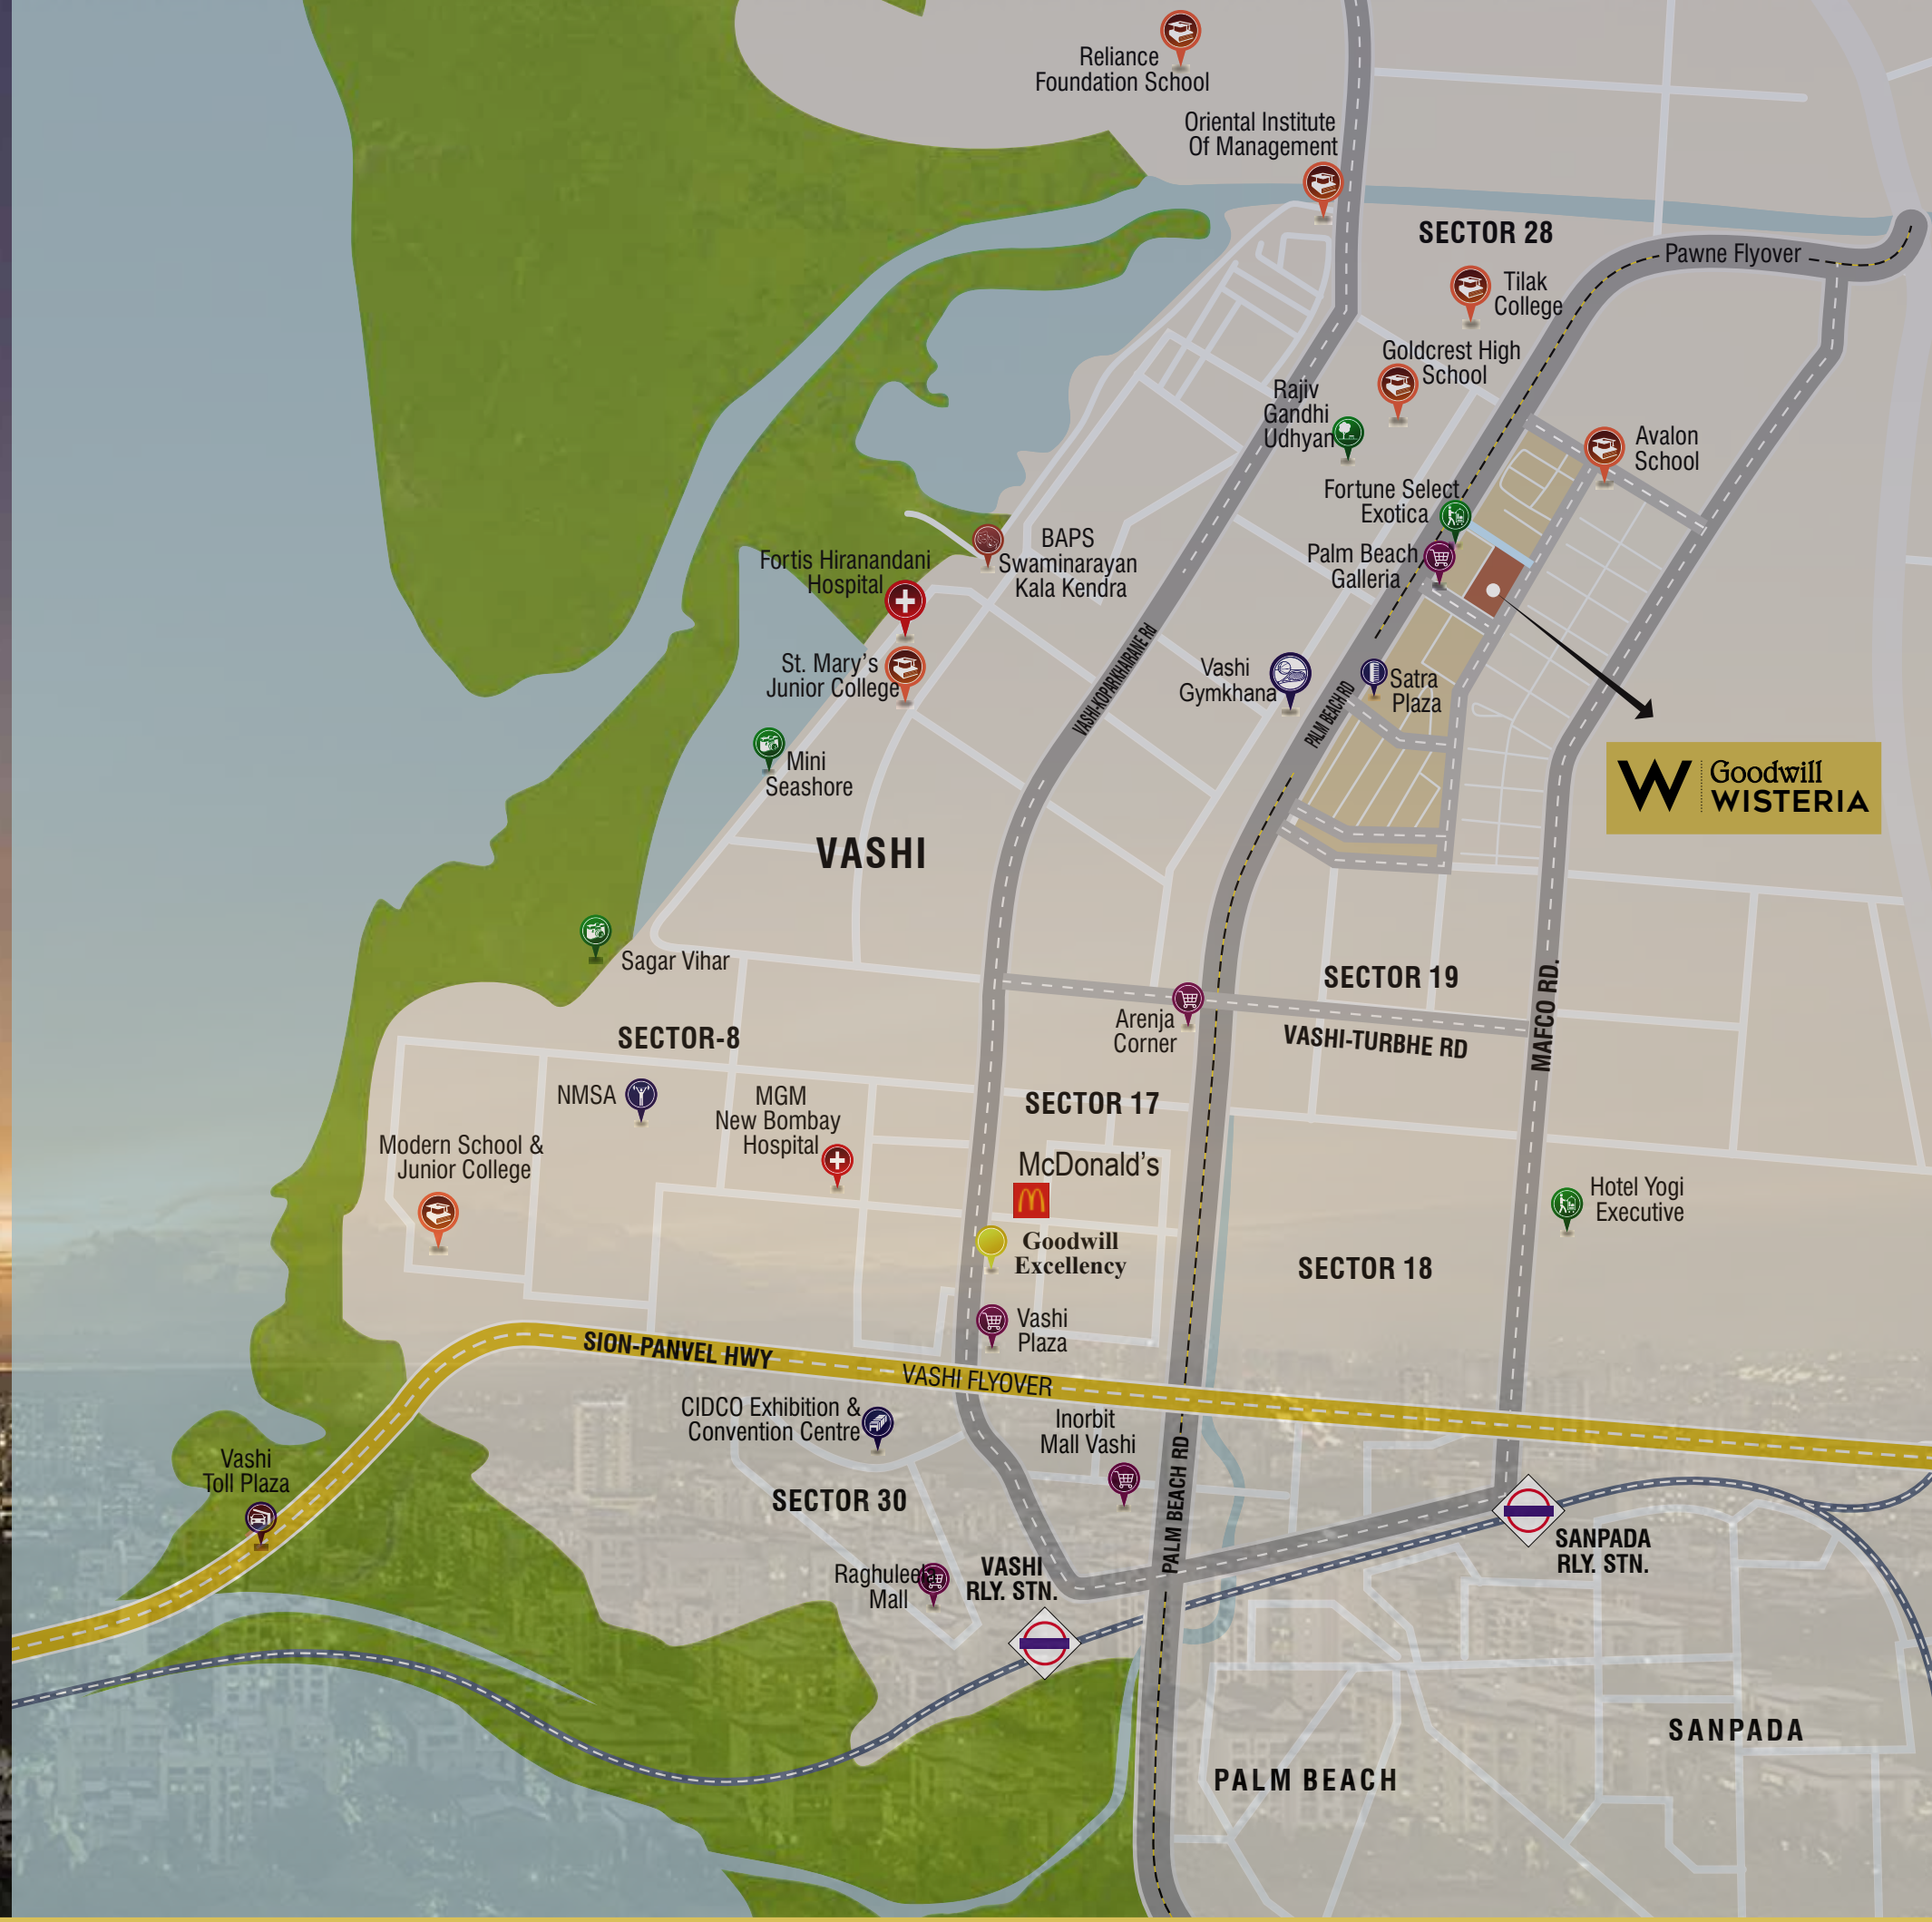 Reliance
Foundation School
Oriental Institute
Of Management
SECTOR 28
Pawne Flyover
Tilak
College
Goldcrest High
School
Rajiv
Gandhi
Udhyan
Avalon
School
Fortune Select
Exotica
Palm Beach
Galleria
BAPS
Swaminarayan
Kala Kendra
Fortis Hiranandani
Hospital
St. Mary's
Junior College
VASHI-KOPARKHAIRANE Rd
Vashi
Gymkhana
PALM BEACH RD
Satra
Plaza
Mini
Seashore
W Goodwill
WISTERIA
VASHI
Sagar Vihar
SECTOR 19
Arenja
Corner
VASHI-TURBHE RD
MAFCO RD.
SECTOR-8
NMSA
MGM
New Bombay
Hospital
SECTOR 17
Modern School &
Junior College
McDonald's
Hotel Yogi
Executive
Goodwill
Excellency
SECTOR 18
Vashi
Plaza
SION-PANVEL HWY
VASHI FLYOVER
CIDCO Exhibition &
Convention Centre
Inorbit
Mall Vashi
Vashi
Toll Plaza
SECTOR 30
PALM BEACH RD
SANPADA
RLY. STN.
Raghuleela
Mall
VASHI
RLY. STN.
SANPADA
PALM BEACH